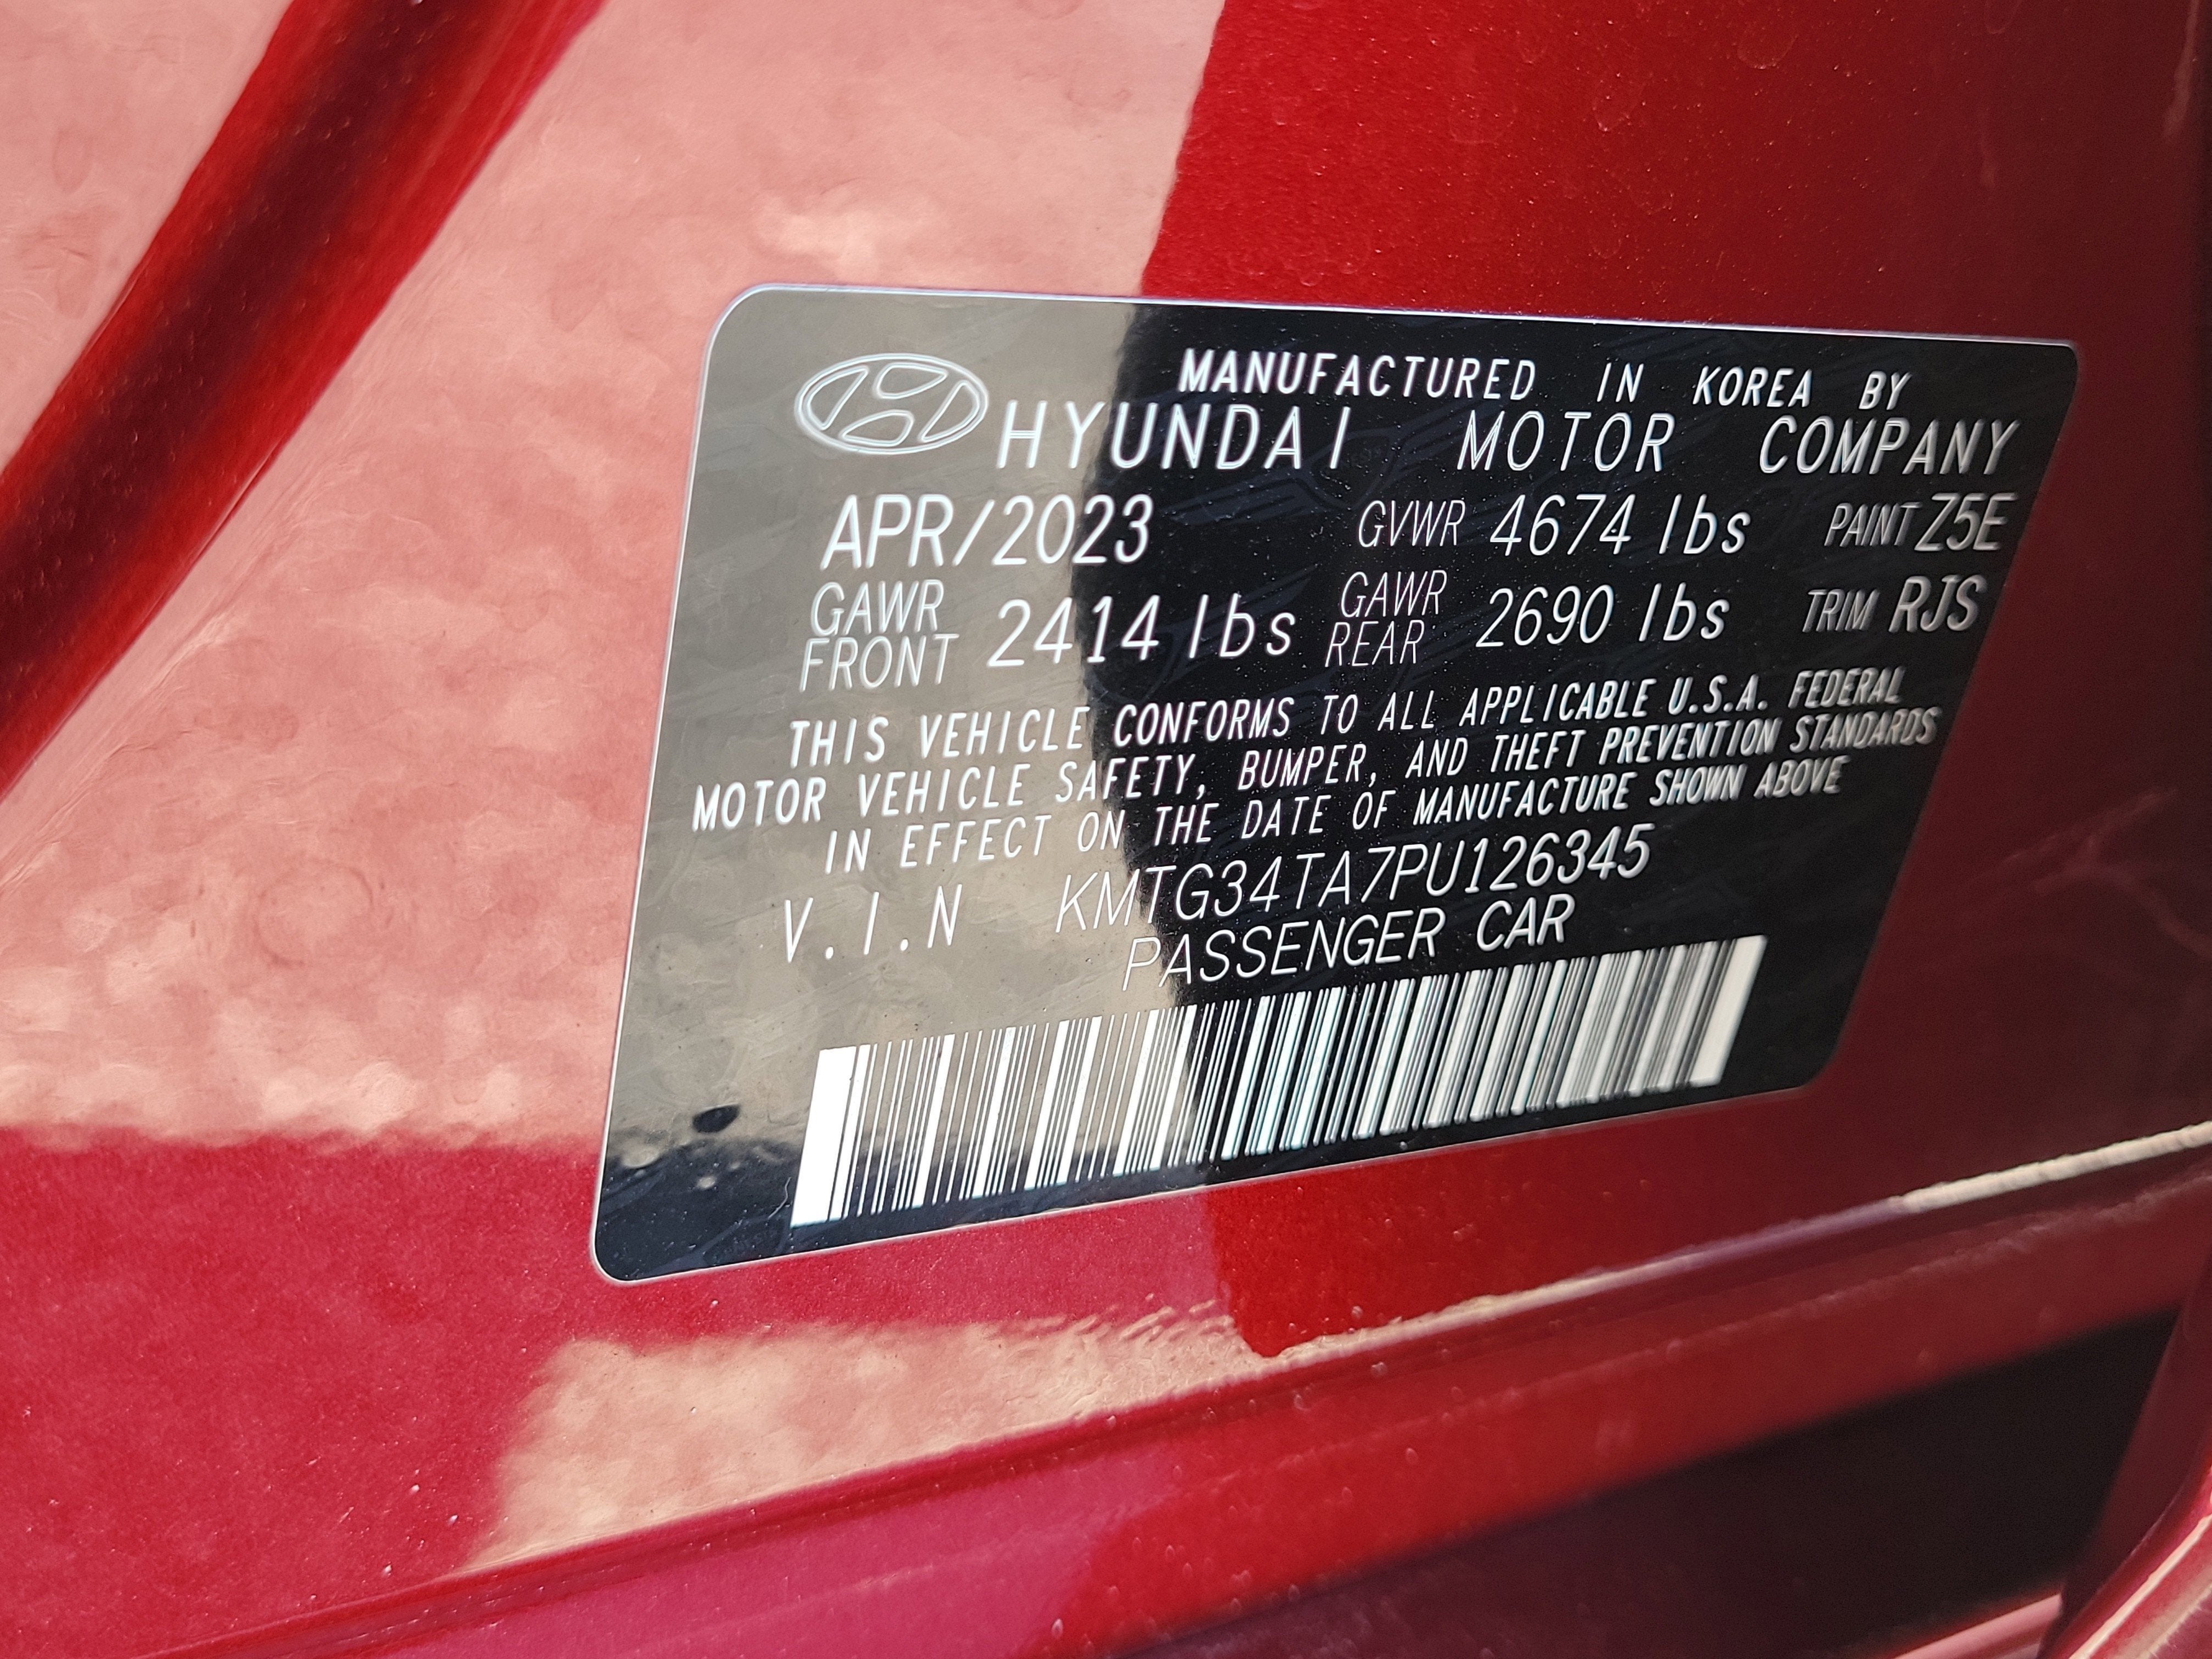 MANUFACTURED IN KOREA BY
HYUNDAI MOTOR COMPANY
APR/2023 GVWR 4674 lbs PAINT Z5E
GAWR FRONT 2414 lbs GAWR REAR 2690 lbs TRIM RJS
THIS VEHICLE CONFORMS TO ALL APPLICABLE U.S.A. FEDERAL
MOTOR VEHICLE SAFETY, BUMPER, AND THEFT PREVENTION STANDARDS
IN EFFECT ON THE DATE OF MANUFACTURE SHOWN ABOVE
V.I.N KMTG34TA7PU126345
PASSENGER CAR